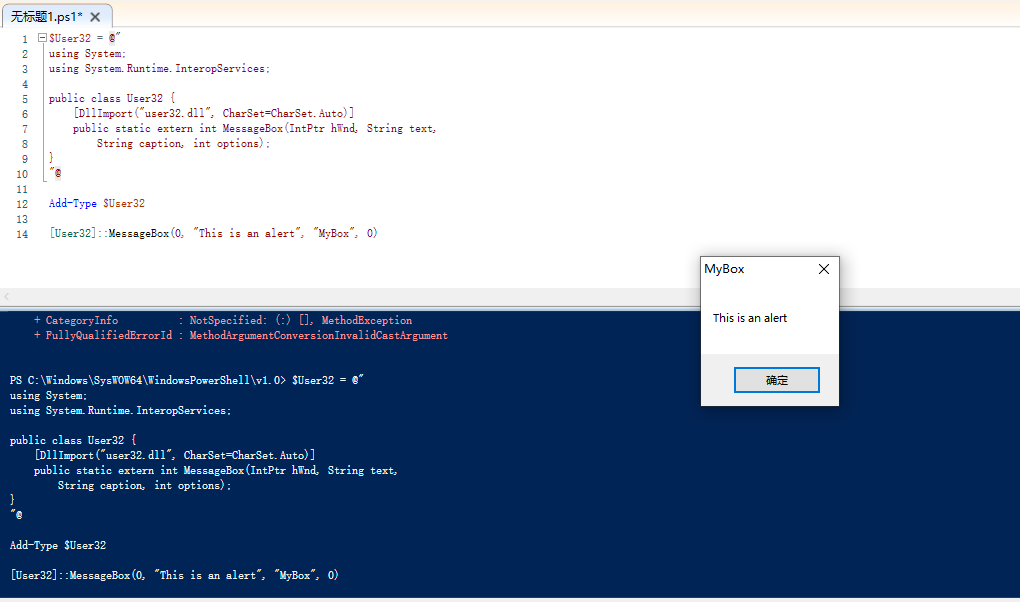 无标题1.ps1* ✕
1 $User32 = @"
2 using System;
3 using System.Runtime.InteropServices;
4
5 public class User32 {
6 [DllImport("user32.dll", CharSet=CharSet.Auto)]
7 public static extern int MessageBox(IntPtr hWnd, String text,
8 String caption, int options);
9 }
10 "@
11
12 Add-Type $User32
13
14 [User32]::MessageBox(0, "This is an alert", "MyBox", 0)
MyBox
This is an alert
确定
+ CategoryInfo : NotSpecified: (:) [], MethodException
+ FullyQualifiedErrorId : MethodArgumentConversionInvalidCastArgument
PS C:\Windows\SysWOW64\WindowsPowerShell\v1.0> $User32 = @"
using System;
using System.Runtime.InteropServices;
public class User32 {
[DllImport("user32.dll", CharSet=CharSet.Auto)]
public static extern int MessageBox(IntPtr hWnd, String text,
String caption, int options);
}
"@
Add-Type $User32
[User32]::MessageBox(0, "This is an alert", "MyBox", 0)